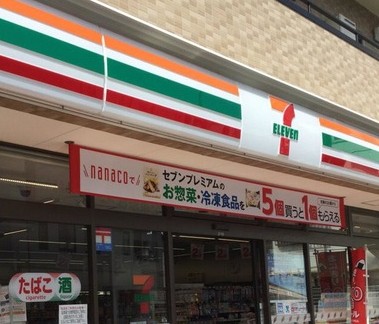 7
ELEVEN
nanacoで
セブンプレミアムの
お惣菜・冷凍食品を
5個買うと1個もらえる
たばこ 酒
cigarette